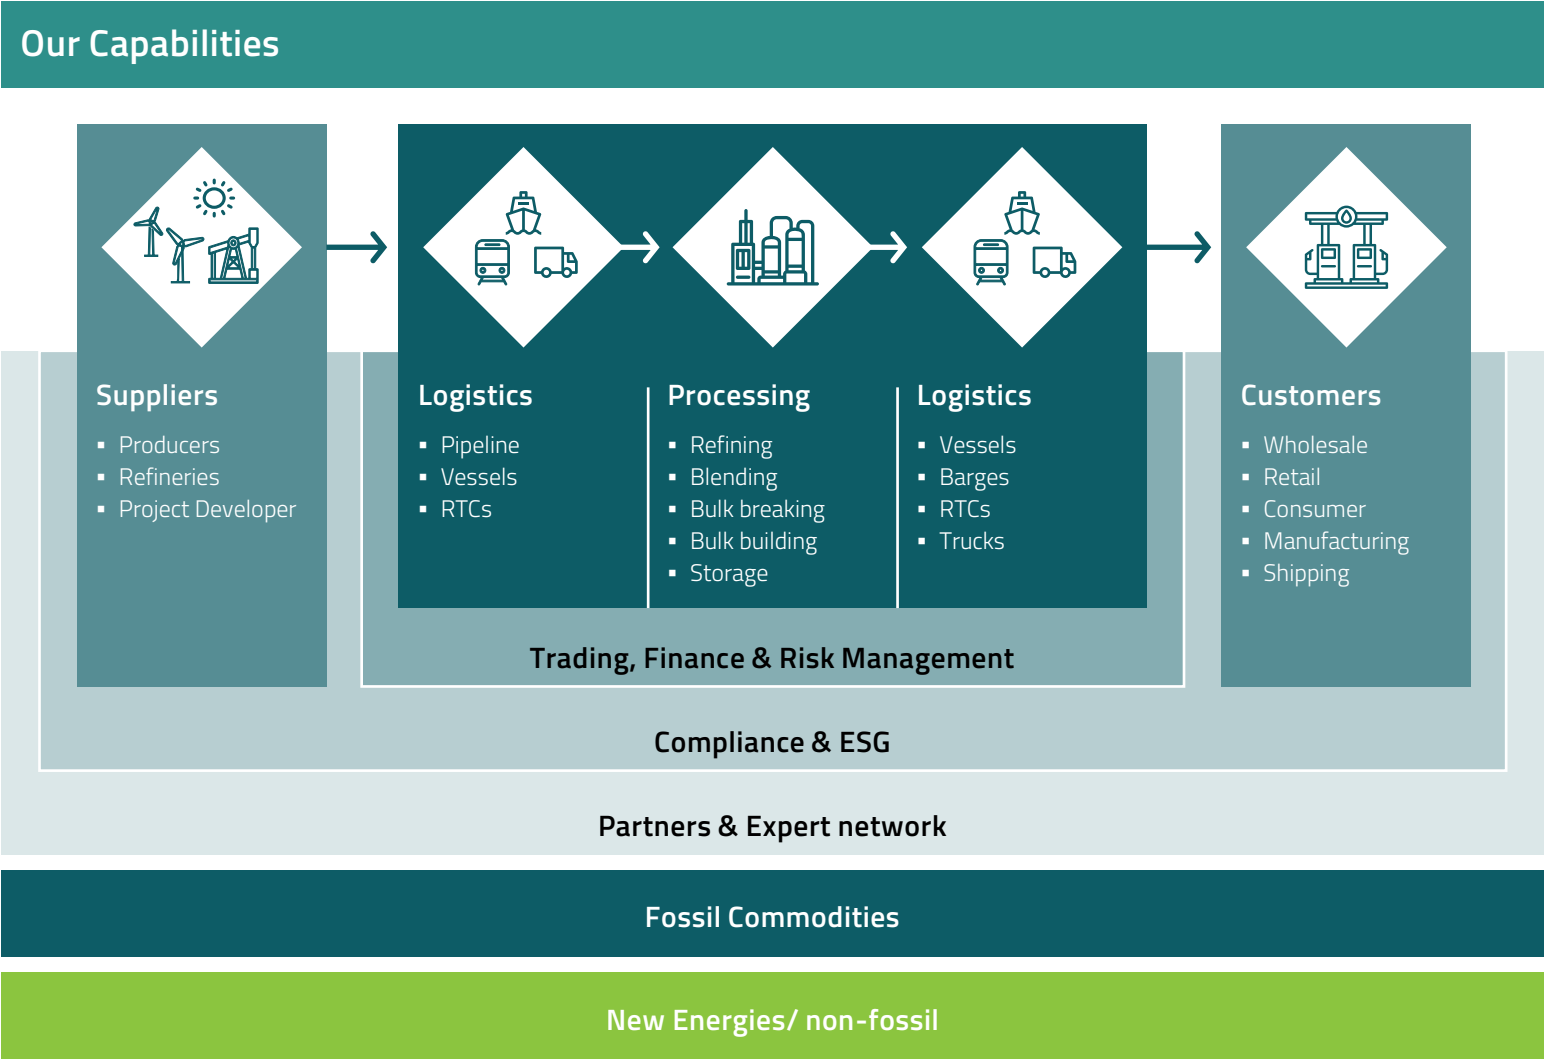 Our Capabilities
Suppliers
▪ Producers
▪ Refineries
▪ Project Developer
Logistics
▪ Pipeline
▪ Vessels
▪ RTCs
Processing
▪ Refining
▪ Blending
▪ Bulk breaking
▪ Bulk building
▪ Storage
Logistics
▪ Vessels
▪ Barges
▪ RTCs
▪ Trucks
Customers
▪ Wholesale
▪ Retail
▪ Consumer
▪ Manufacturing
▪ Shipping
Trading, Finance & Risk Management
Compliance & ESG
Partners & Expert network
Fossil Commodities
New Energies/ non-fossil